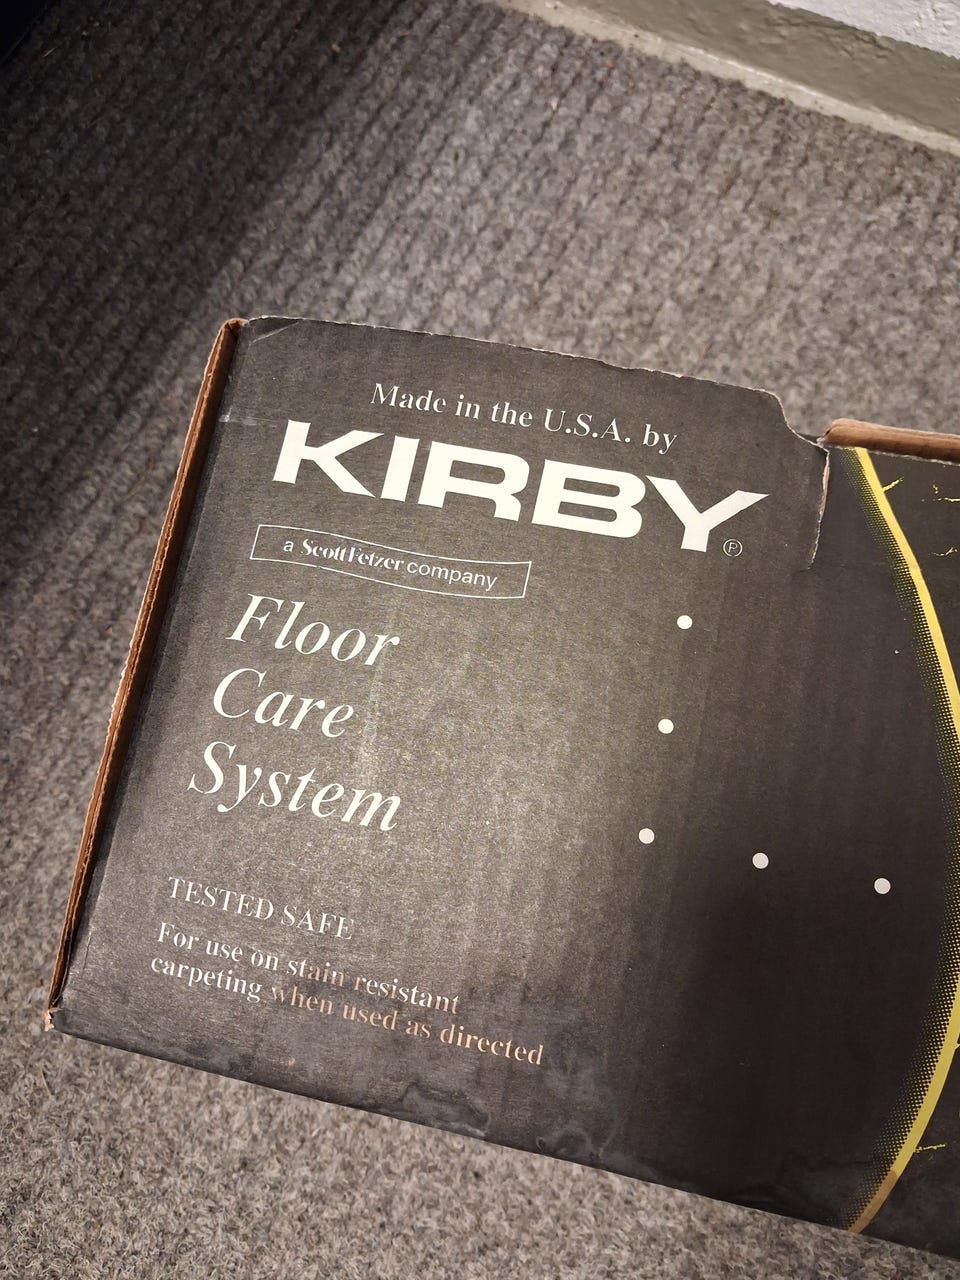 Made in the U.S.A. by
KIRBY®
a ScottFetzer company
Floor
Care
System
TESTED SAFE
For use on stain resistant
carpeting when used as directed